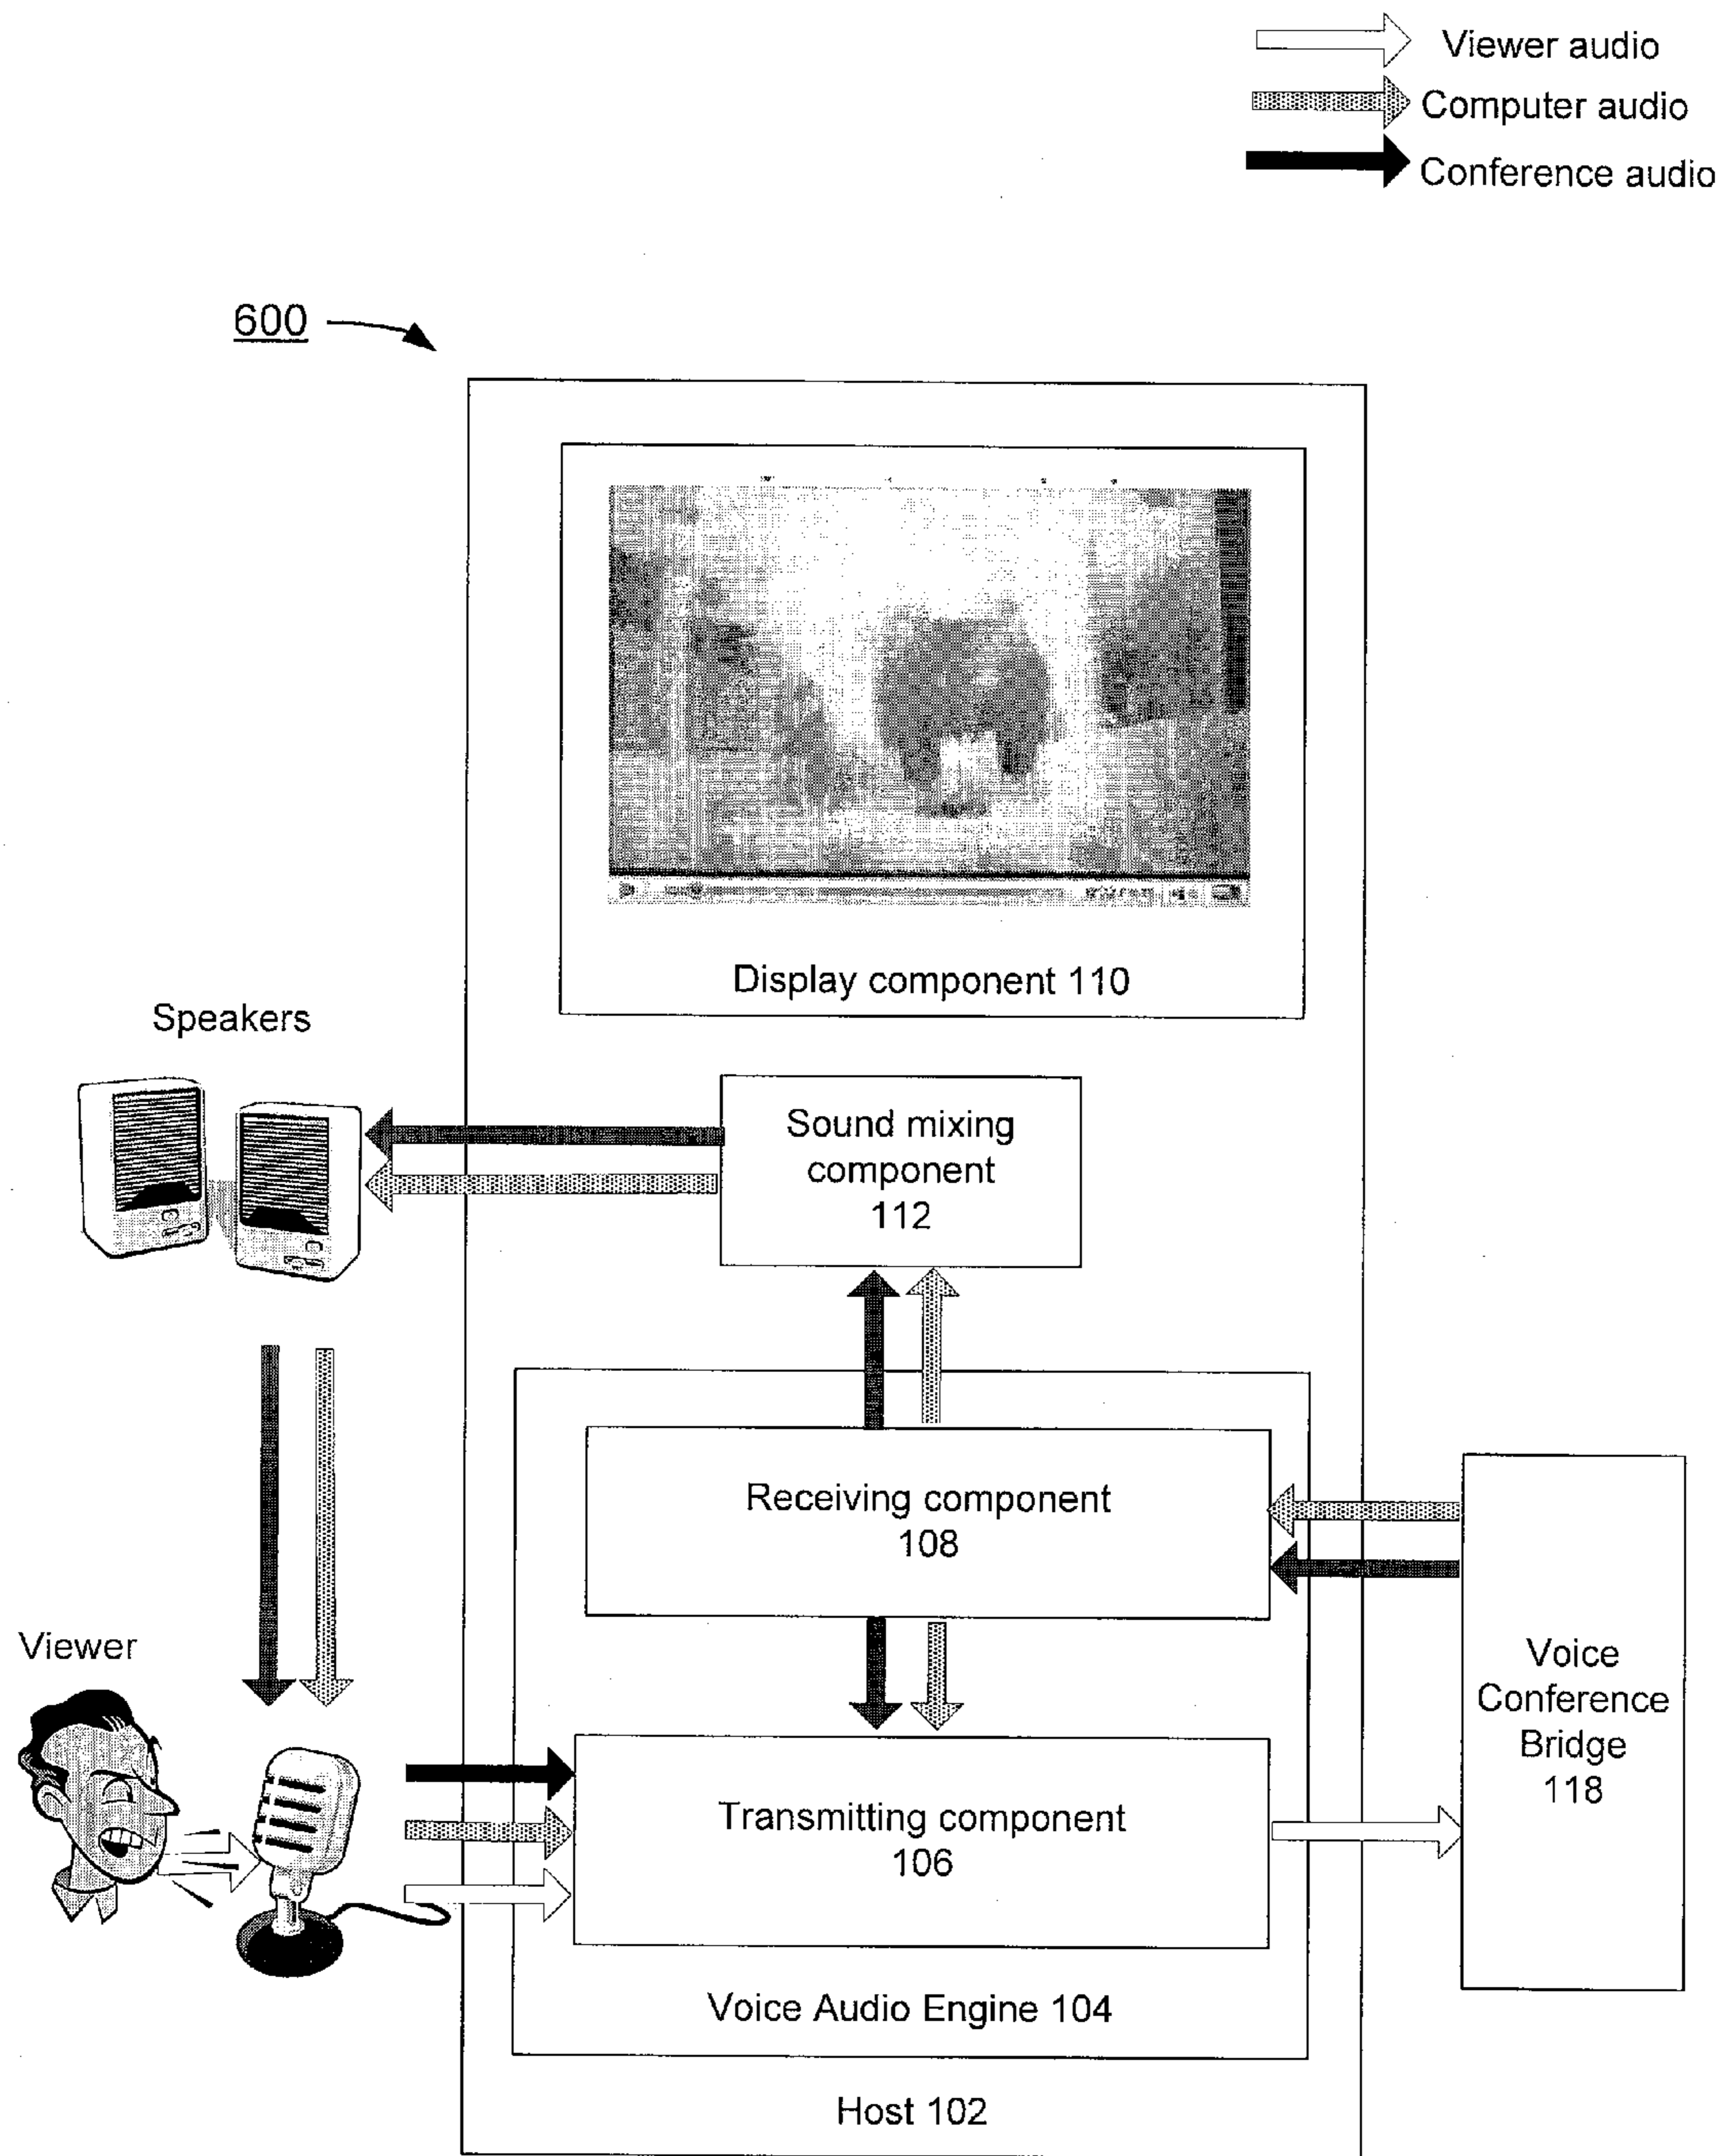 Viewer audio
Computer audio
Conference audio
600
Display component 110
Speakers
Sound mixing
component
112
Receiving component
108
Viewer
Voice
Conference
Bridge
118
Transmitting component
106
Voice Audio Engine 104
Host 102